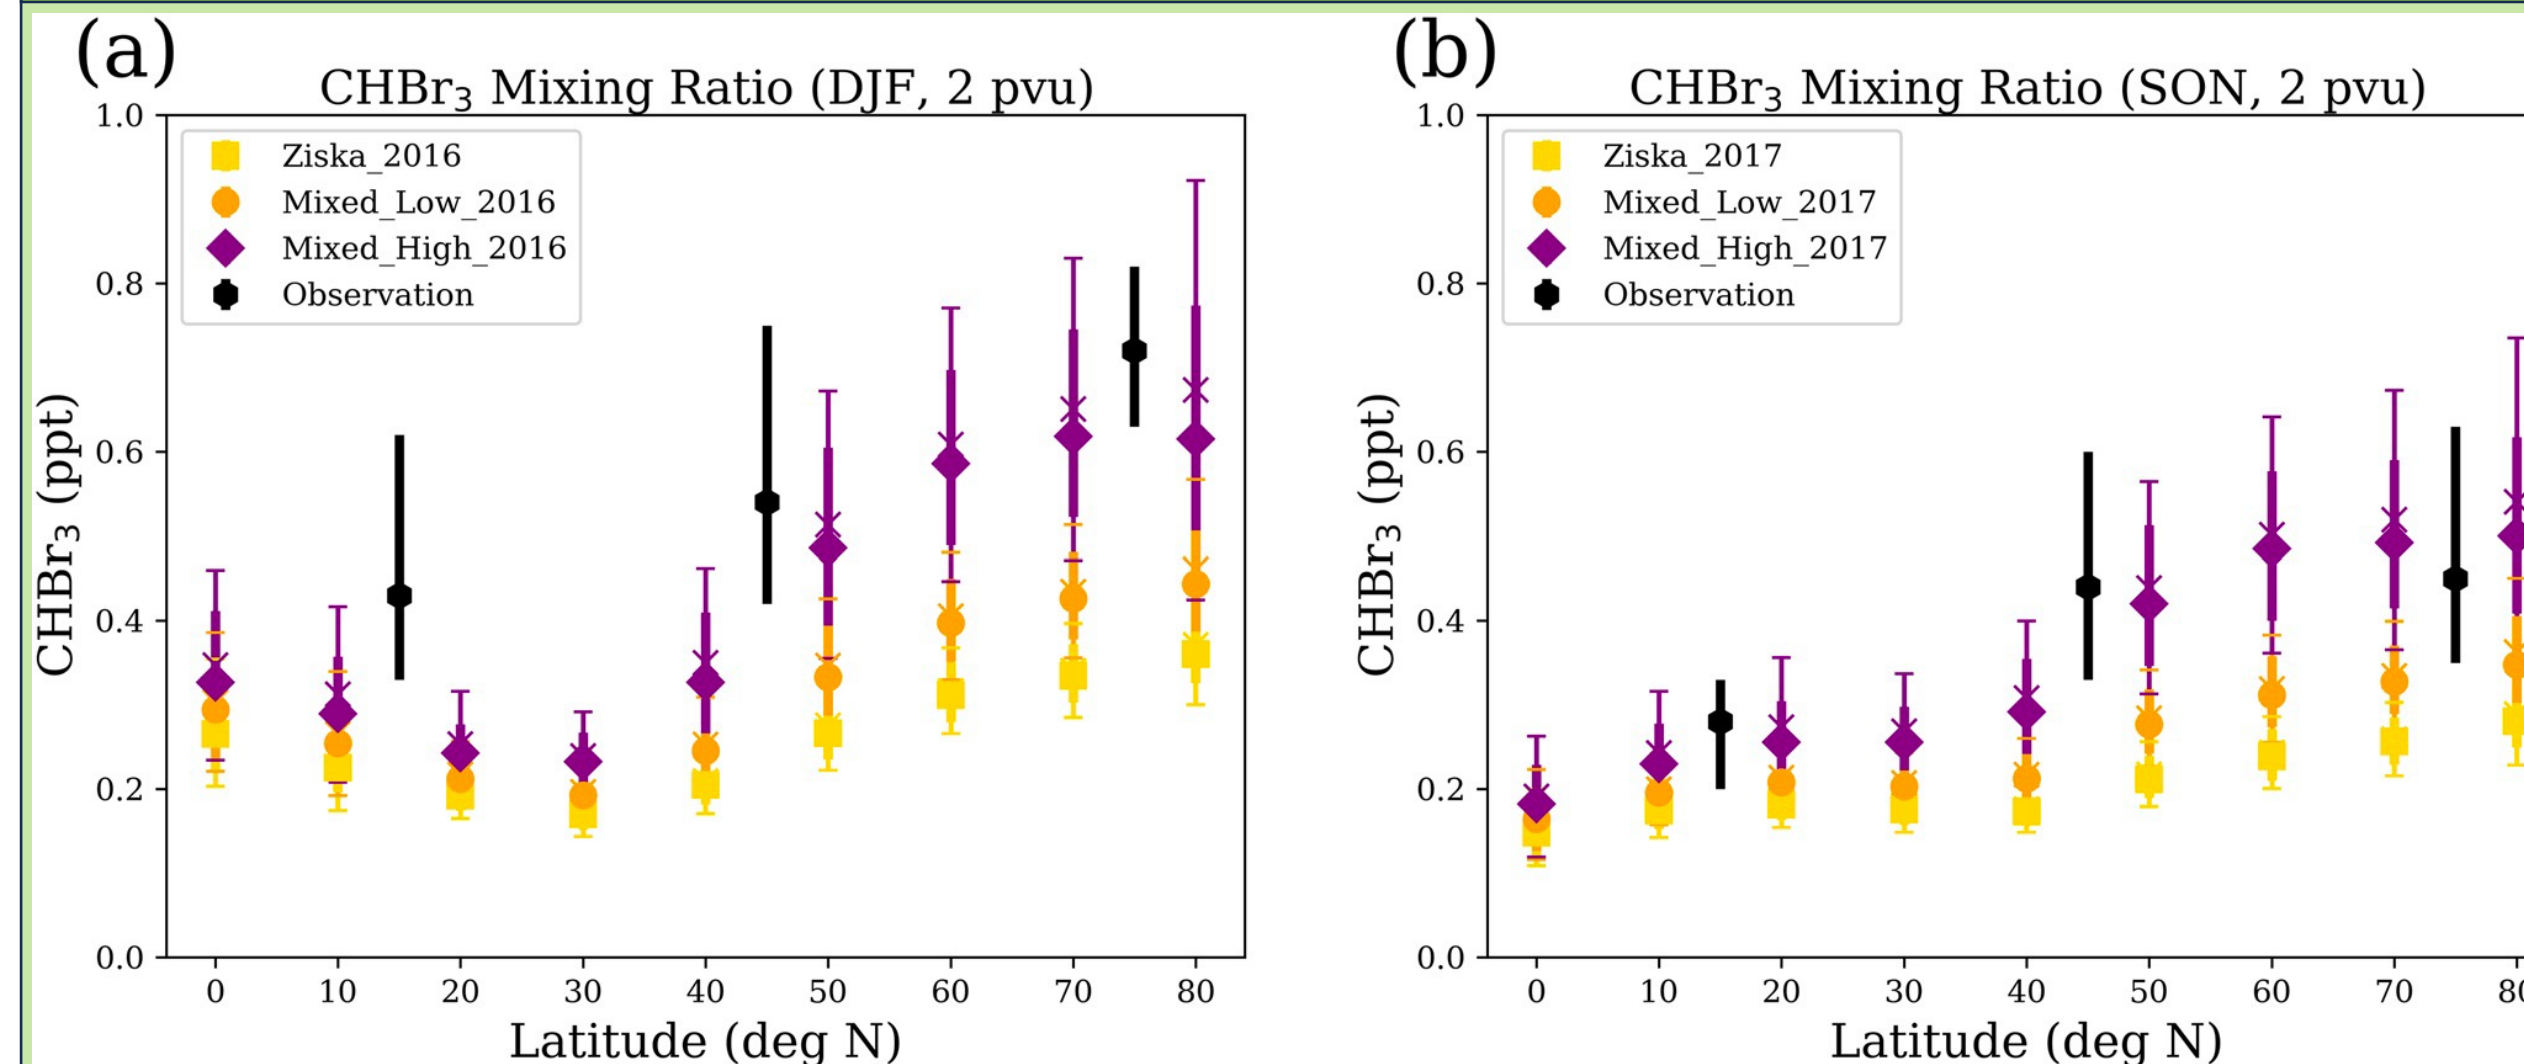 (a)
CHBr₃ Mixing Ratio (DJF, 2 pvu)
1.0
0.8
0.6
0.4
0.2
0.0
CHBr₃ (ppt)
Ziska_2016
Mixed_Low_2016
Mixed_High_2016
Observation
0 10 20 30 40 50 60 70 80
Latitude (deg N)
(b)
CHBr₃ Mixing Ratio (SON, 2 pvu)
1.0
0.8
0.6
0.4
0.2
0.0
CHBr₃ (ppt)
Ziska_2017
Mixed_Low_2017
Mixed_High_2017
Observation
0 10 20 30 40 50 60 70 80
Latitude (deg N)